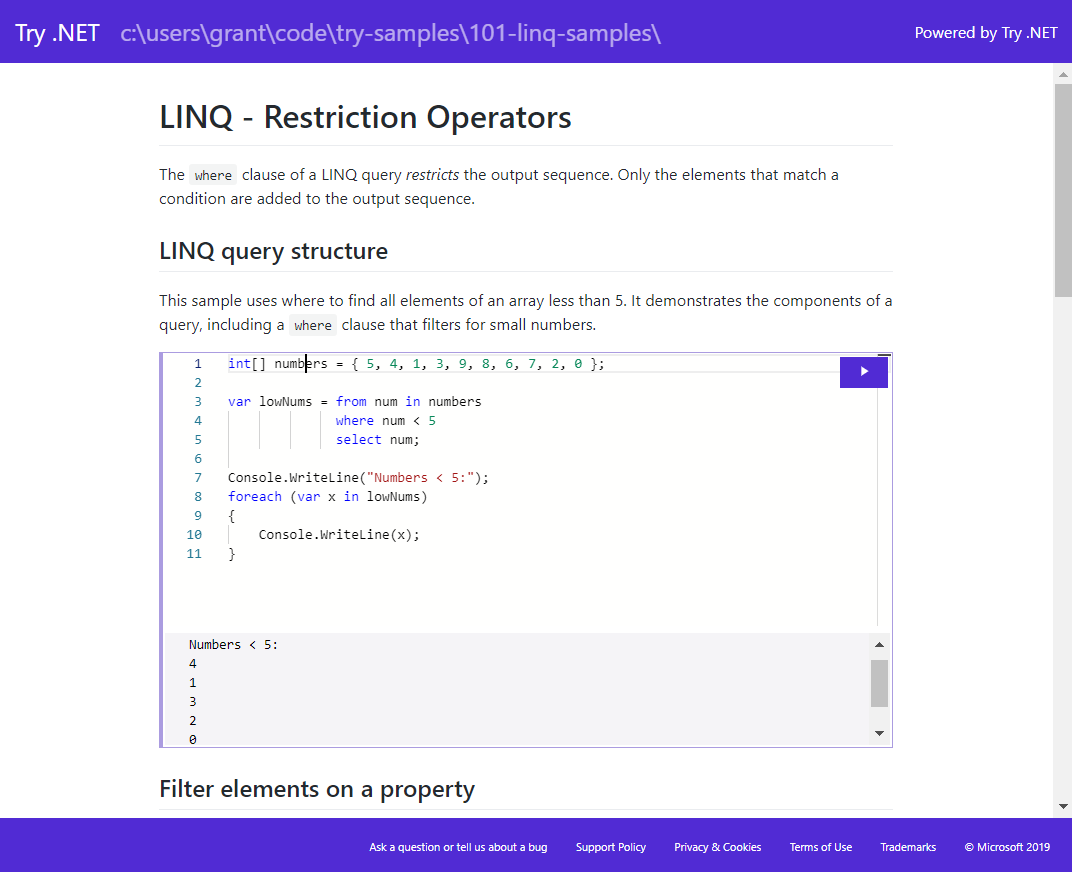 Try .NET c:\users\grant\code\try-samples\101-linq-samples\ Powered by Try .NET
LINQ - Restriction Operators
The where clause of a LINQ query restricts the output sequence. Only the elements that match a
condition are added to the output sequence.
LINQ query structure
This sample uses where to find all elements of an array less than 5. It demonstrates the components of a
query, including a where clause that filters for small numbers.
1 int[] numbers = { 5, 4, 1, 3, 9, 8, 6, 7, 2, 0 };
2
3 var lowNums = from num in numbers
4 where num < 5
5 select num;
6
7 Console.WriteLine("Numbers < 5:");
8 foreach (var x in lowNums)
9 {
10 Console.WriteLine(x);
11 }
Numbers < 5:
4
1
3
2
0
Filter elements on a property
Ask a question or tell us about a bug Support Policy Privacy & Cookies Terms of Use Trademarks © Microsoft 2019